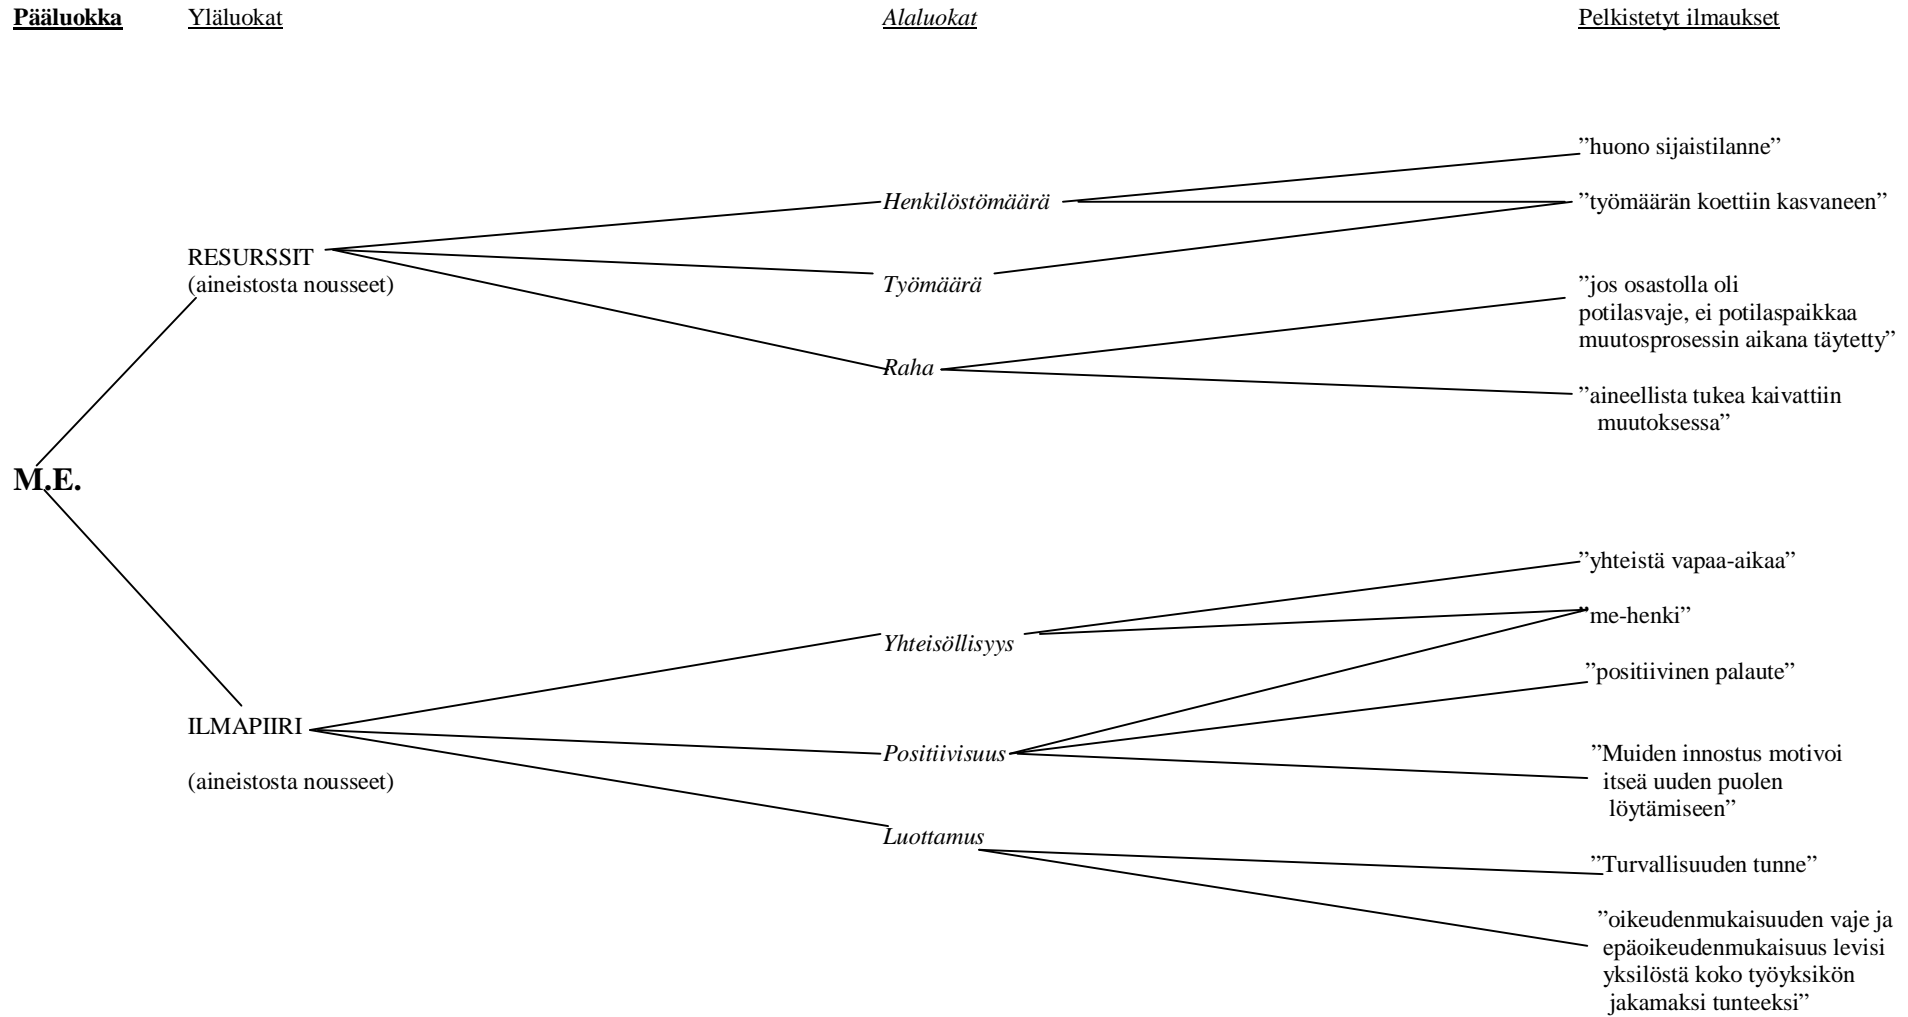 Pääluokka Yläluokat Alaluokat Pelkistetyt ilmaukset
”huono sijaistilanne”
Henkilöstömäärä ”työmäärän koettiin kasvaneen”
RESURSSIT
(aineistosta nousseet) Työmäärä ”jos osastolla oli
potilasvaje, ei potilaspaikkaa
muutosprosessin aikana täytetty”
Raha
”aineellista tukea kaivattiin
muutoksessa”
M.E.
”yhteistä vapaa-aikaa”
”me-henki”
Yhteisöllisyys
”positiivinen palaute”
ILMAPIIRI
Positiivisuus ”Muiden innostus motivoi
(aineistosta nousseet) itseä uuden puolen
löytämiseen”
Luottamus
”Turvallisuuden tunne”
”oikeudenmukaisuuden vaje ja
epäoikeudenmukaisuus levisi
yksilöstä koko työyksikön
jakamaksi tunteeksi”